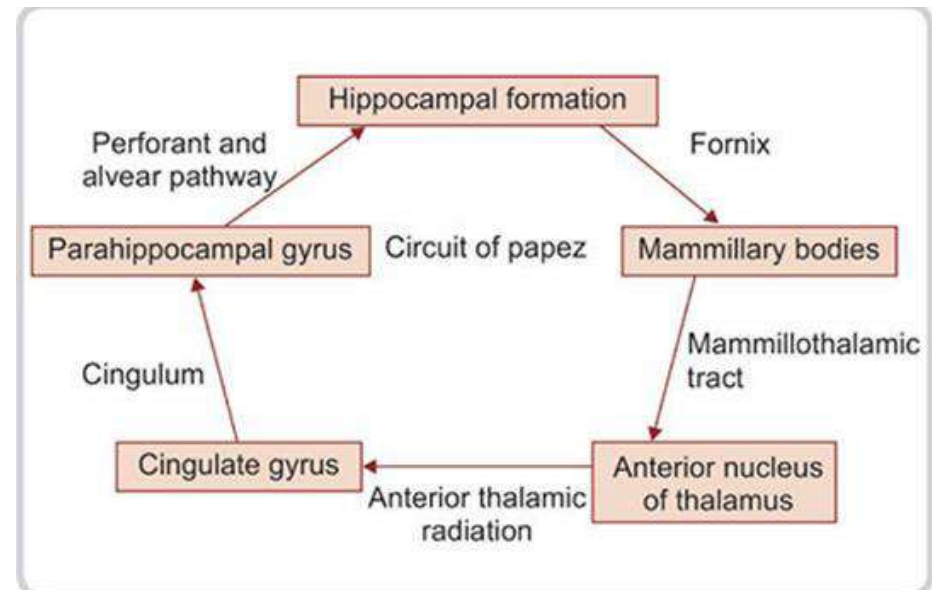 Hippocampal formation
Perforant and
alvear pathway
Fornix
Parahippocampal gyrus
Circuit of papez
Mammillary bodies
Cingulum
Mammillothalamic
tract
Cingulate gyrus
Anterior thalamic
radiation
Anterior nucleus
of thalamus